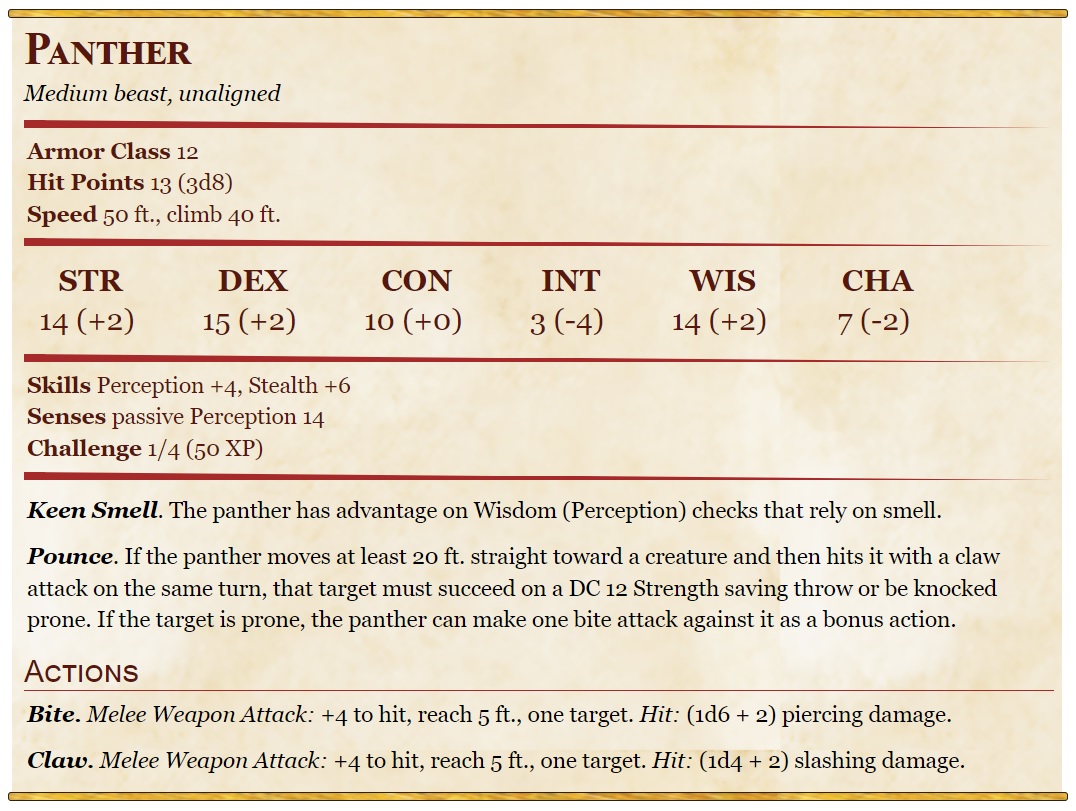 PANTHER
Medium beast, unaligned
Armor Class 12
Hit Points 13 (3d8)
Speed 50 ft., climb 40 ft.
STR DEX CON INT WIS CHA
14 (+2) 15 (+2) 10 (+0) 3 (-4) 14 (+2) 7 (-2)
Skills Perception +4, Stealth +6
Senses passive Perception 14
Challenge 1/4 (50 XP)
Keen Smell. The panther has advantage on Wisdom (Perception) checks that rely on smell.
Pounce. If the panther moves at least 20 ft. straight toward a creature and then hits it with a claw
attack on the same turn, that target must succeed on a DC 12 Strength saving throw or be knocked
prone. If the target is prone, the panther can make one bite attack against it as a bonus action.
ACTIONS
Bite. Melee Weapon Attack: +4 to hit, reach 5 ft., one target. Hit: (1d6 + 2) piercing damage.
Claw. Melee Weapon Attack: +4 to hit, reach 5 ft., one target. Hit: (1d4 + 2) slashing damage.